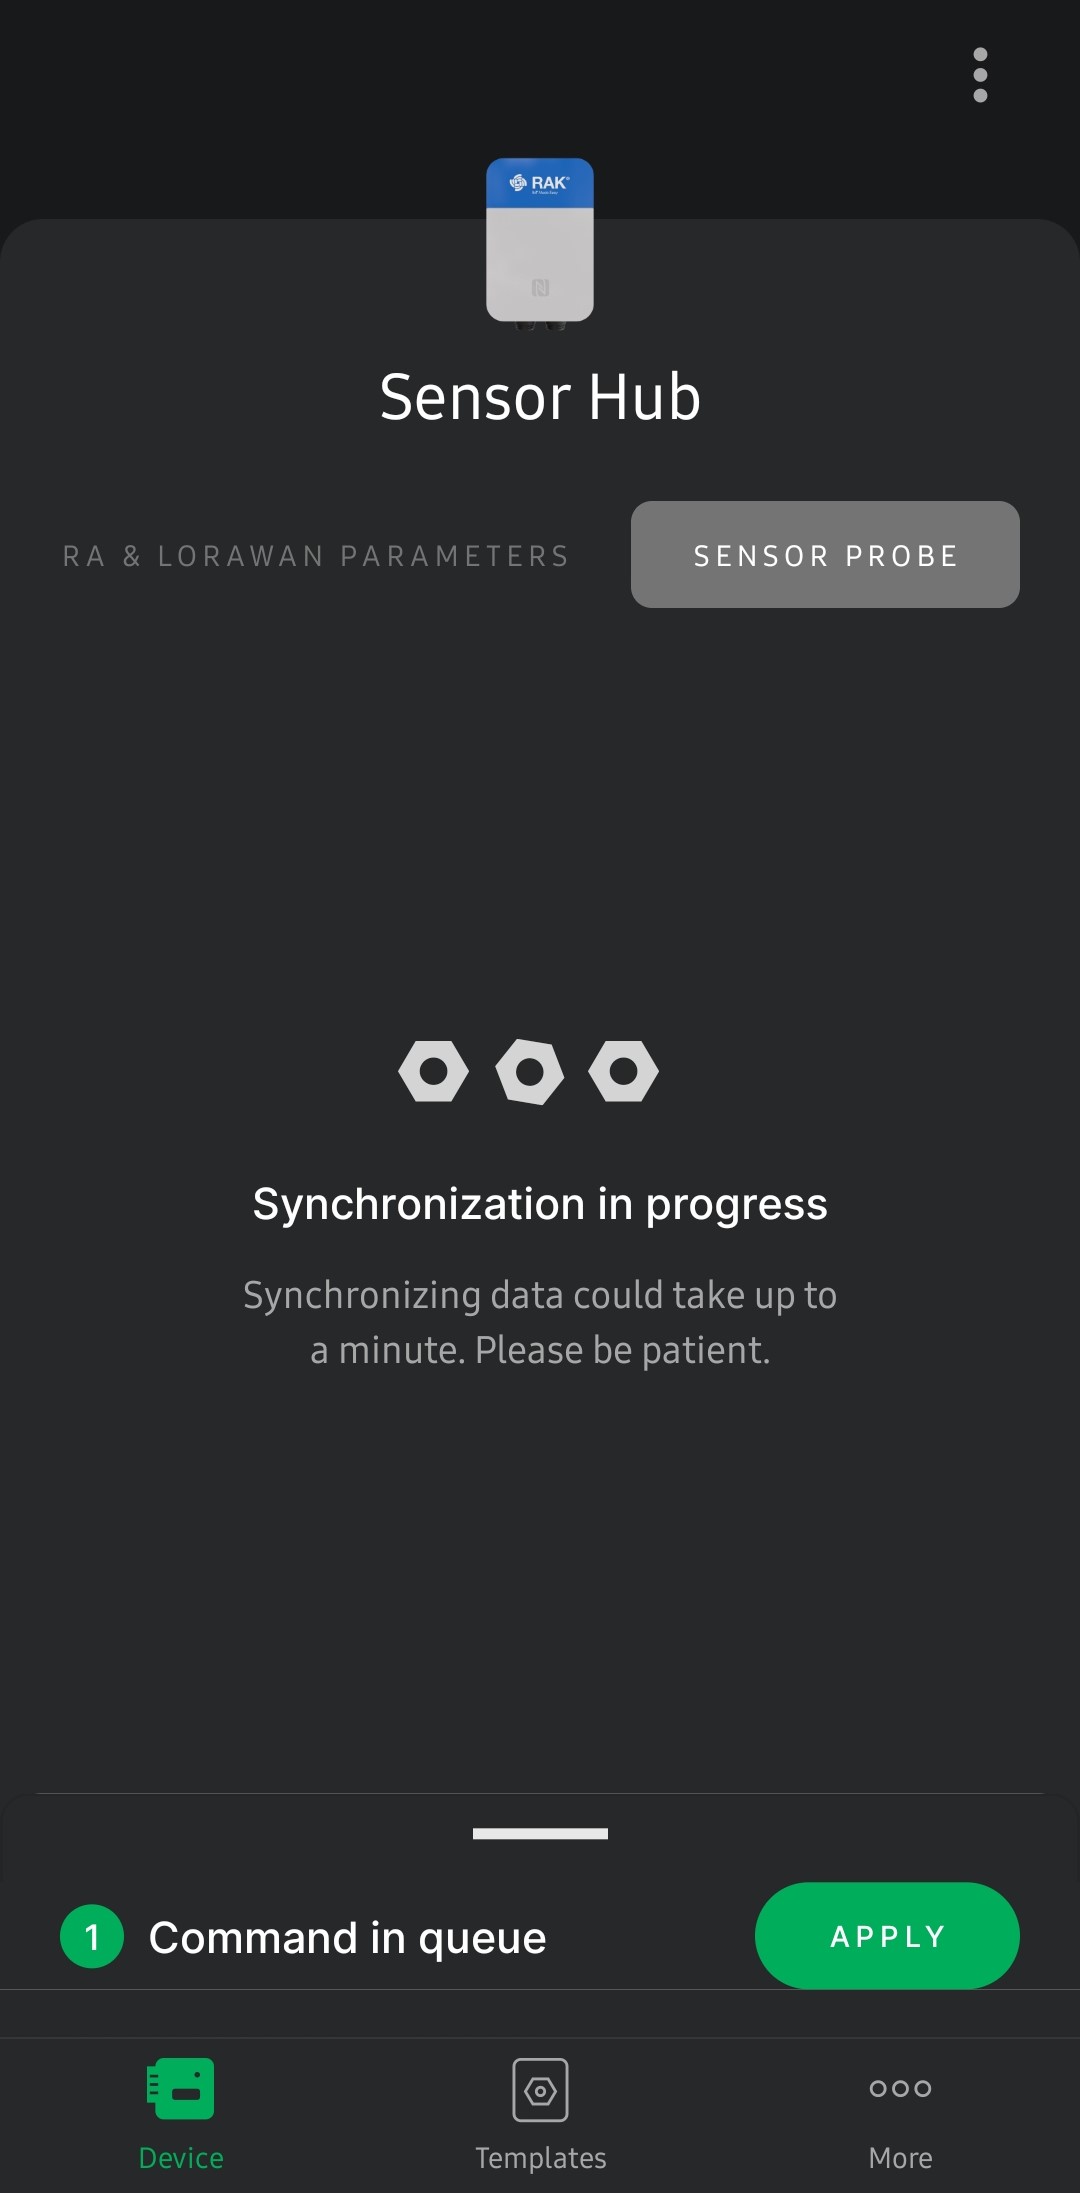 RAK
Sensor Hub
RA & LORAWAN PARAMETERS
SENSOR PROBE
Synchronization in progress
Synchronizing data could take up to
a minute. Please be patient.
1 Command in queue
APPLY
Device
Templates
More